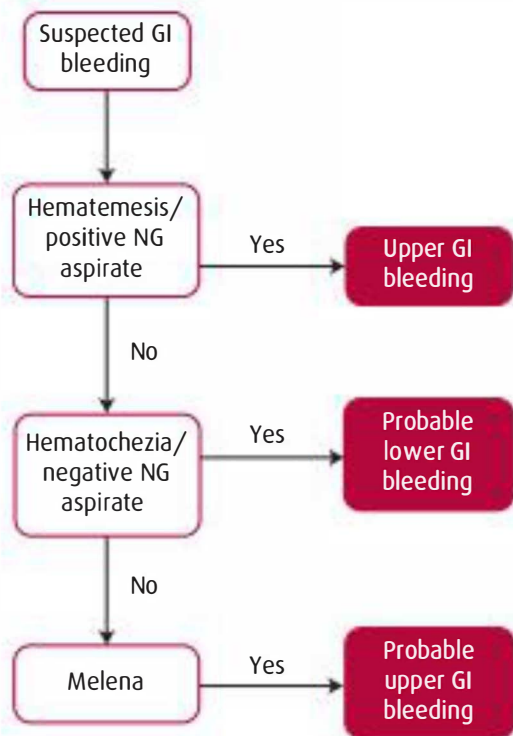 Suspected GI
bleeding
Hematemesis/
positive NG
aspirate
Yes
Upper GI
bleeding
No
Hematochezia/
negative NG
aspirate
Yes
Probable
lower GI
bleeding
No
Melena
Yes
Probable
upper GI
bleeding